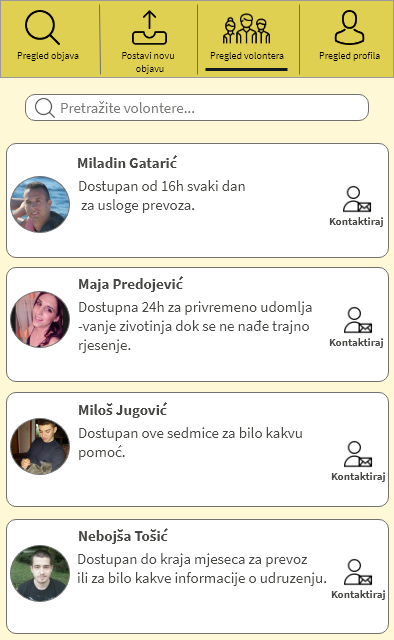 Pregled objava
Postavi novu
objavu
Pregled volontera
Pregled profila
Pretražite volontere...
Miladin Gatarić
Dostupan od 16h svaki dan
za usloge prevoza.
Kontaktiraj
Maja Predojević
Dostupna 24h za privremeno udomlja
-vanje zivotinja dok se ne nađe trajno
rjesenje.
Kontaktiraj
Miloš Jugović
Dostupan ove sedmice za bilo kakvu
pomoć.
Kontaktiraj
Nebojša Tošić
Dostupan do kraja mjeseca za prevoz
ili za bilo kakve informacije o udruzenju.
Kontaktiraj